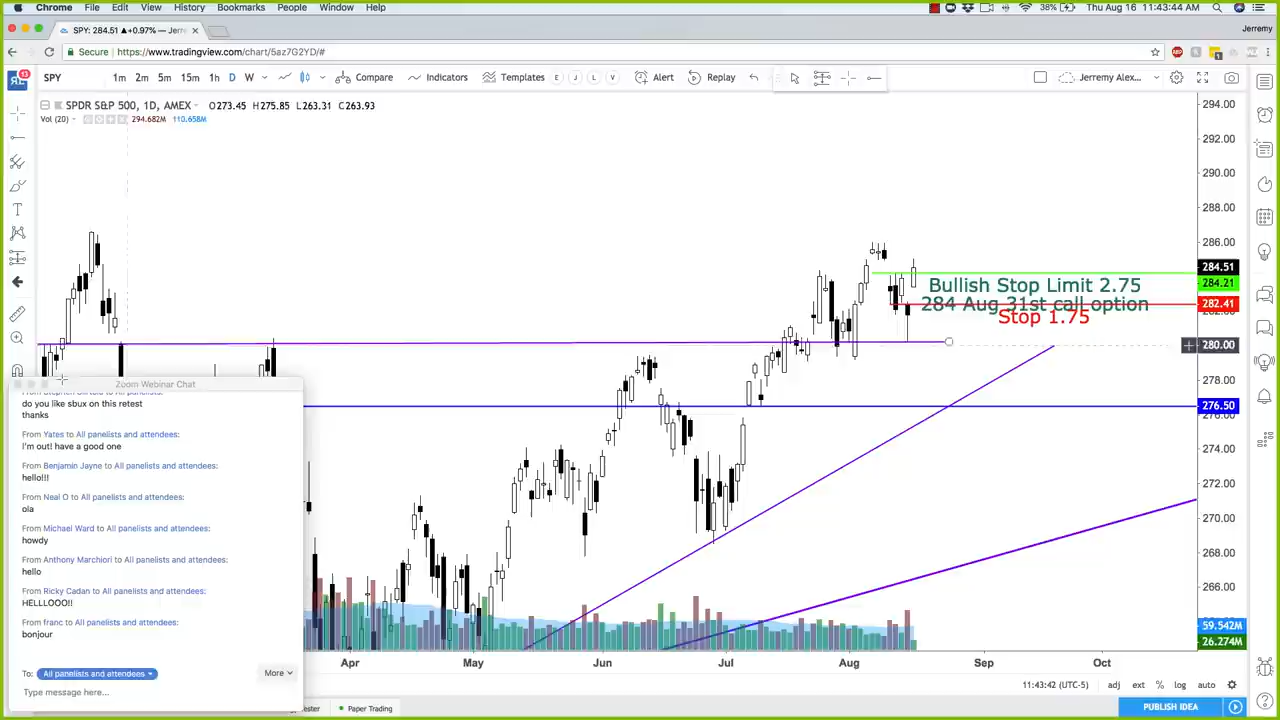 Chrome File Edit View History Bookmarks People Window Help 38% Thu Aug 16 11:43:44 AM
SPY: 284.51 ▲+0.97% — Jerr Jeremy
Secure https://www.tradingview.com/chart/5az7G2YD/#
SPY 1m 2m 5m 15m 1h D W Compare Indicators Templates E J L V Alert Replay Jeremy Alex...
13
SPDR S&P 500, 1D, AMEX O273.45 H275.85 L263.31 C263.93
Vol (20) 294.682M 110.658M
294.00
292.00
290.00
288.00
286.00
284.51
284.21
282.41
280.00
278.00
276.50
274.00
272.00
270.00
268.00
266.00
59.542M
26.274M
Bullish Stop Limit 2.75
284 Aug 31st call option
Stop 1.75
Zoom Webinar Chat
do you like sbux on this retest
thanks
From Yates to All panelists and attendees:
I'm out! have a good one
From Benjamin Jayne to All panelists and attendees:
hello!!!
From Neal O to All panelists and attendees:
ola
From Michael Ward to All panelists and attendees:
howdy
From Anthony Marchiori to All panelists and attendees:
hello
From Ricky Cadan to All panelists and attendees:
HELLLOOO!!
From franc to All panelists and attendees:
bonjour
To: All panelists and attendees More
Type message here...
Apr May Jun Jul Aug Sep Oct
11:43:42 (UTC-5) adj ext % log auto
Paper Trading
PUBLISH IDEA